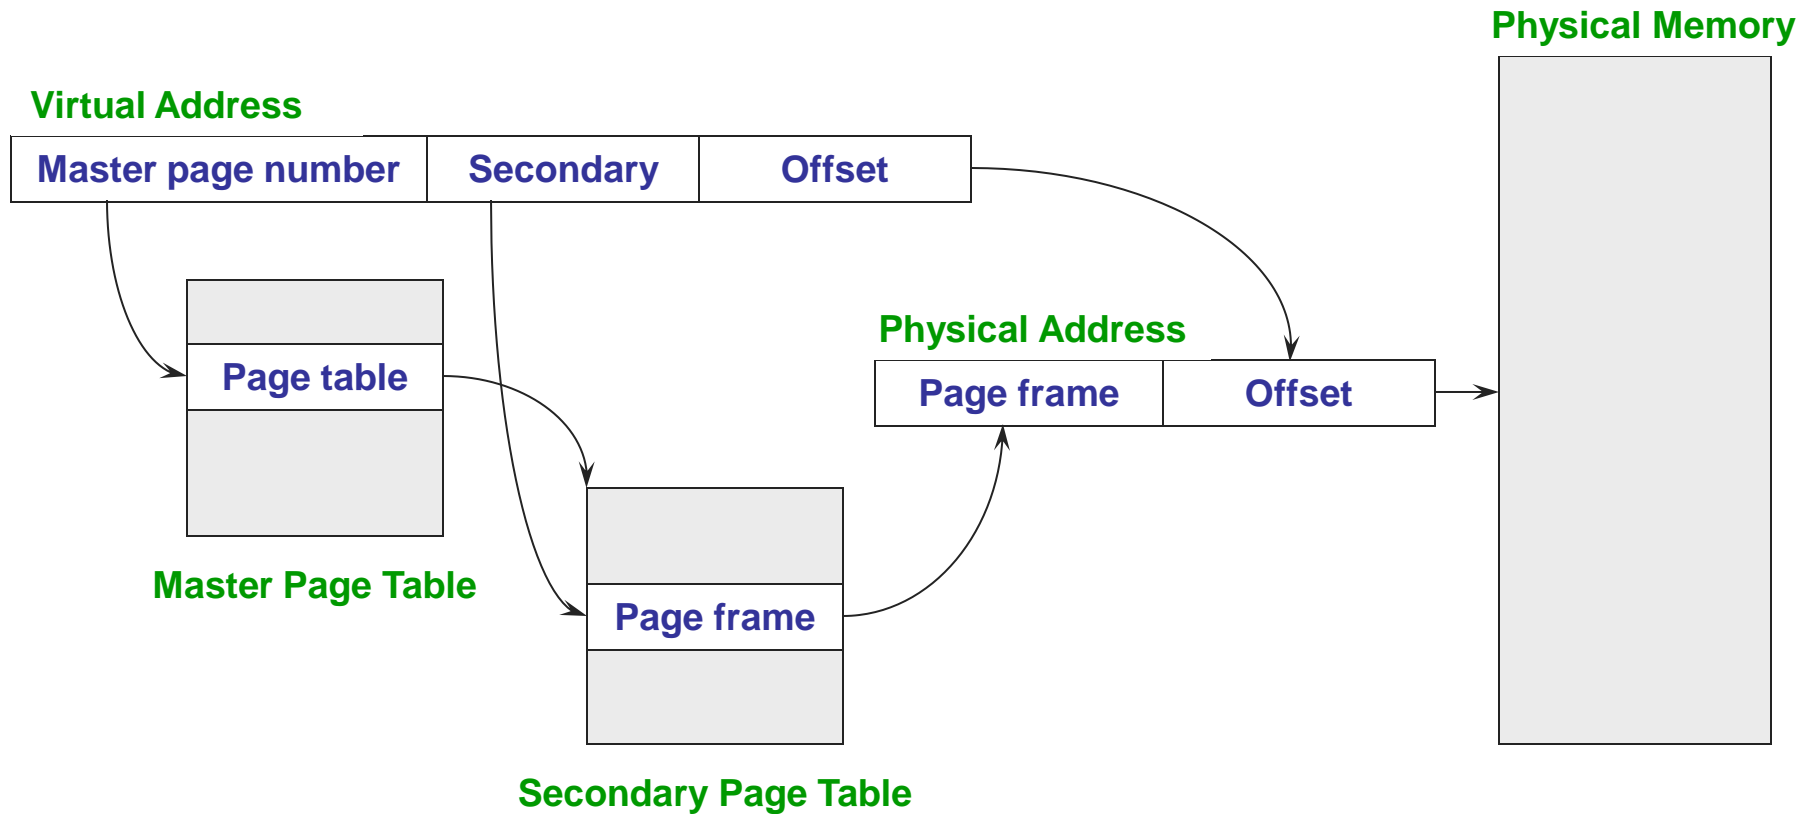 Physical Memory
Virtual Address
Master page number
Secondary
Offset
Physical Address
Page table
Page frame
Offset
Master Page Table
Page frame
Secondary Page Table